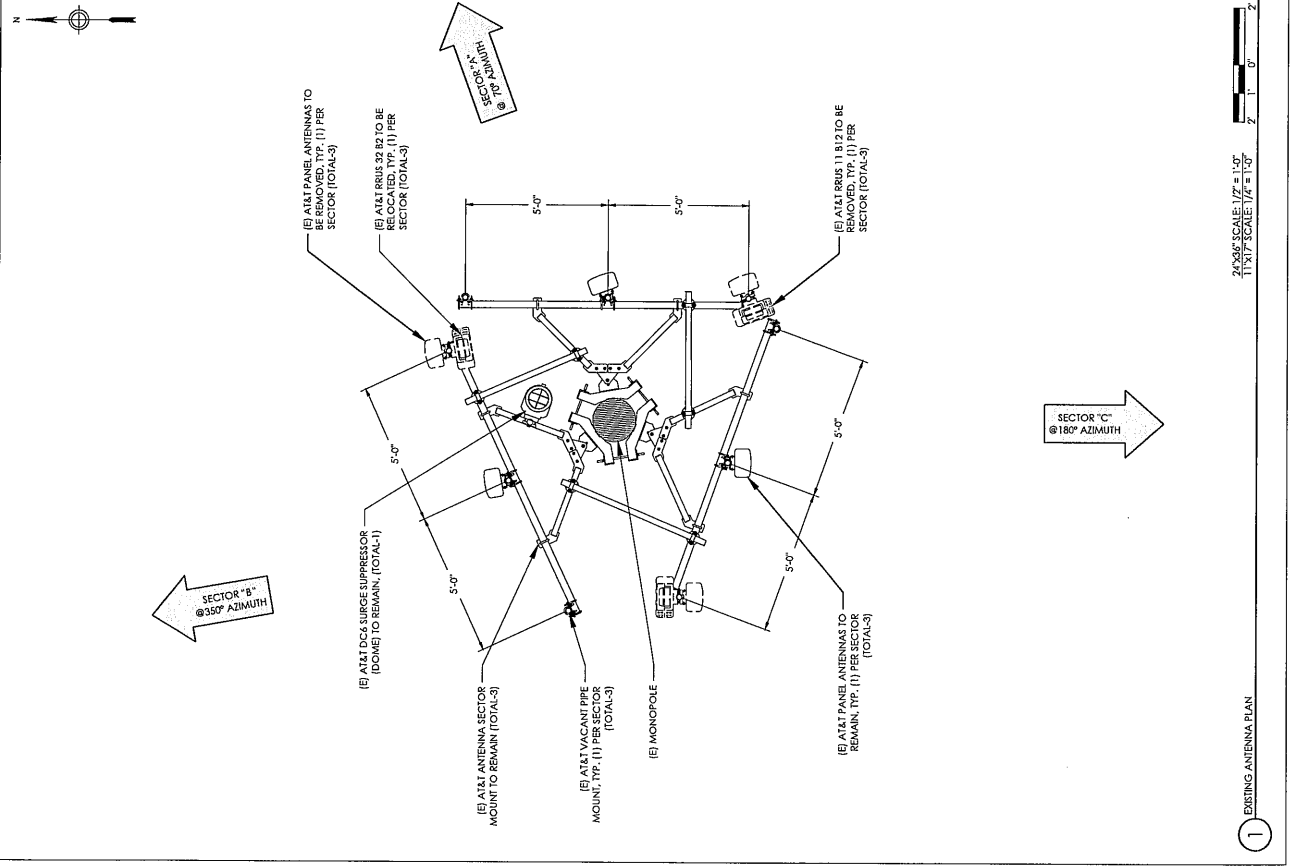 N
SECTOR "A"
@ 70° AZIMUTH
(E) AT&T PANEL ANTENNAS TO
BE REMOVED, TYP. (1) PER
SECTOR (TOTAL-3)
(E) AT&T RRUS 32 B2 TO BE
RELOCATED, TYP. (1) PER
SECTOR (TOTAL-3)
5'-0"
5'-0"
(E) AT&T RRUS 11 B12 TO BE
REMOVED, TYP. (1) PER
SECTOR (TOTAL-3)
5'-0"
5'-0"
5'-0"
5'-0"
SECTOR "B"
@350° AZIMUTH
SECTOR "C"
@180° AZIMUTH
(E) AT&T DC6 SURGE SUPPRESSOR
(DOME) TO REMAIN, (TOTAL-1)
(E) AT&T ANTENNA SECTOR
MOUNT TO REMAIN (TOTAL-3)
(E) AT&T VACANT PIPE
MOUNT, TYP. (1) PER SECTOR
(TOTAL-3)
(E) MONOPOLE
(E) AT&T PANEL ANTENNAS TO
REMAIN, TYP. (1) PER SECTOR
(TOTAL-3)
1
EXISTING ANTENNA PLAN
24"x36" SCALE: 1/2" = 1'-0"
11"x17" SCALE: 1/4" = 1'-0"
2' 1' 0" 2'